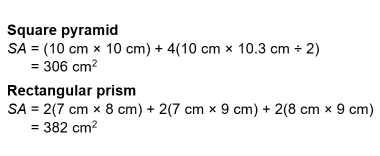 Square pyramid
SA = (10 cm × 10 cm) + 4(10 cm × 10.3 cm ÷ 2)
= 306 cm²
Rectangular prism
SA = 2(7 cm × 8 cm) + 2(7 cm × 9 cm) + 2(8 cm × 9 cm)
= 382 cm²